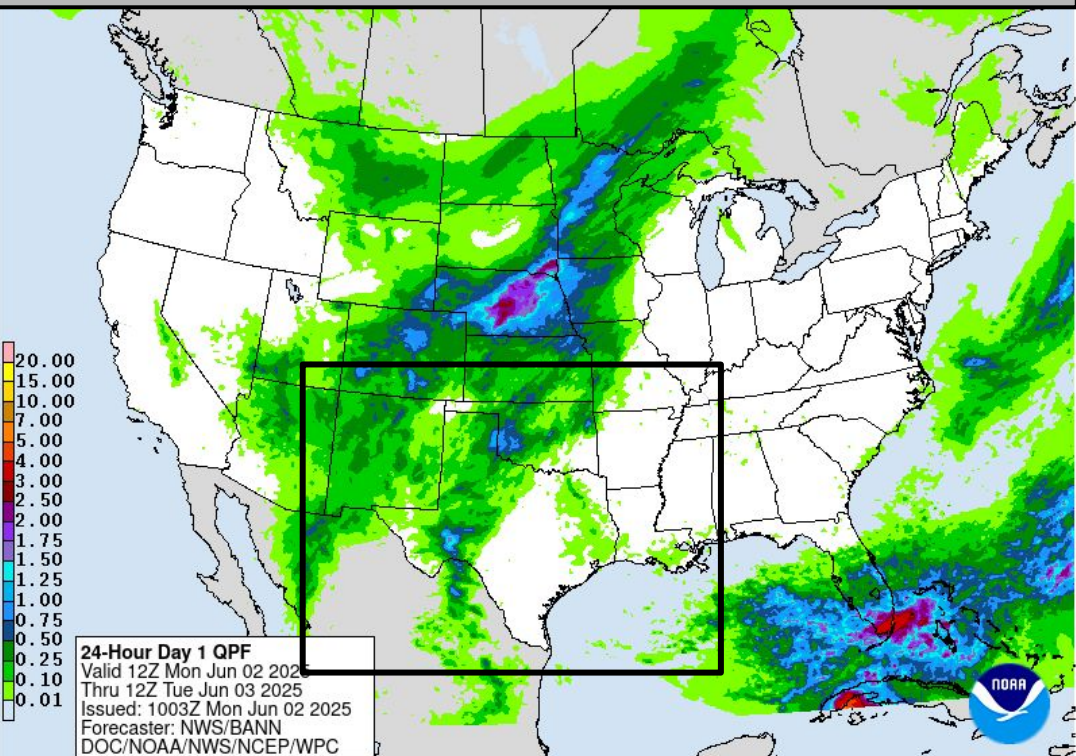 20.00
15.00
10.00
7.00
5.00
4.00
3.00
2.50
2.00
1.75
1.50
1.25
1.00
0.75
0.50
0.25
0.10
0.01
24-Hour Day 1 QPF
Valid 12Z Mon Jun 02 2025
Thru 12Z Tue Jun 03 2025
Issued: 1003Z Mon Jun 02 2025
Forecaster: NWS/BANN
DOC/NOAA/NWS/NCEP/WPC
NOAA